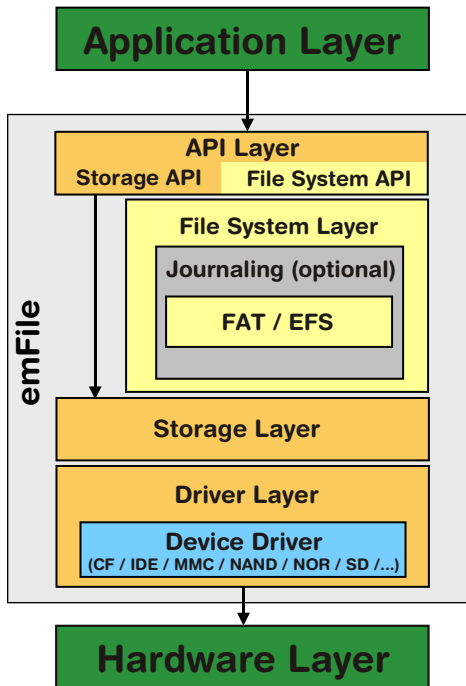 Application Layer
API Layer
Storage API
File System API
File System Layer
Journaling (optional)
FAT / EFS
emFile
Storage Layer
Driver Layer
Device Driver
(CF / IDE / MMC / NAND / NOR / SD /...)
Hardware Layer